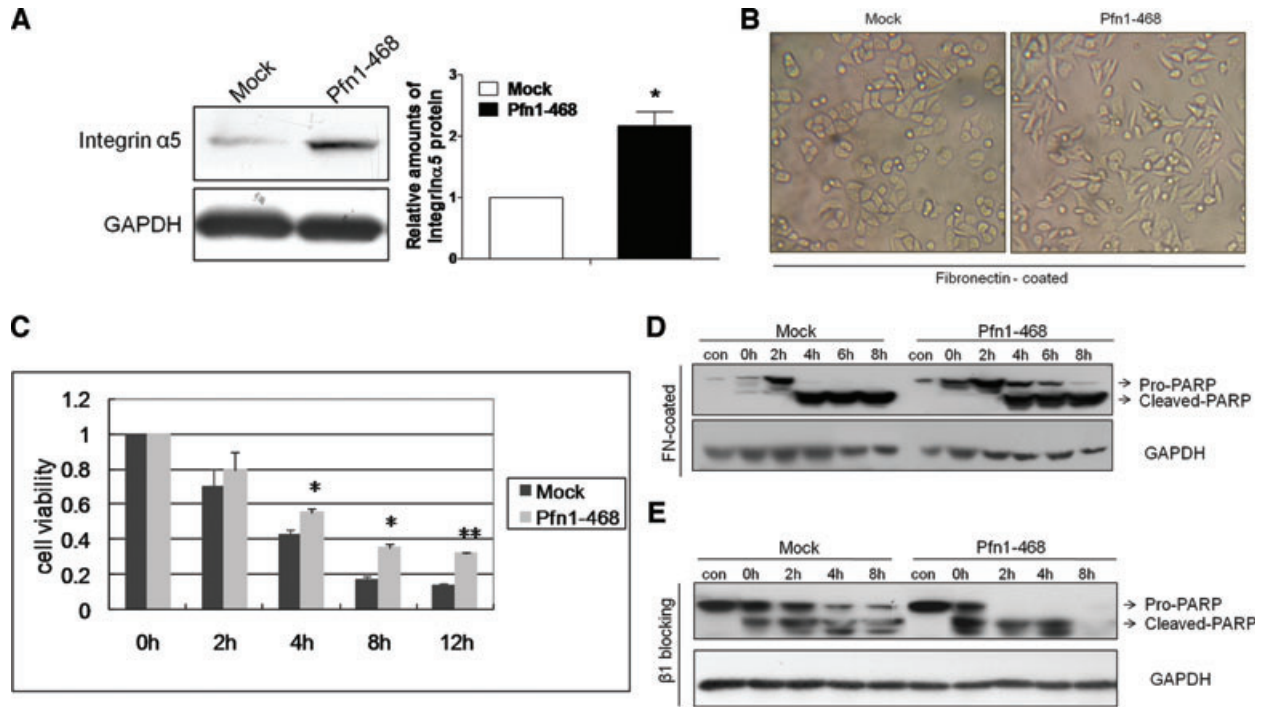 A
Mock
Pfn1-468
Integrin α5
GAPDH
Relative amounts of
Integrinα5 protein
3
2
1
0
Mock
Pfn1-468
*
B
Mock
Pfn1-468
Fibronectin - coated
C
cell viability
1.2
1
0.8
0.6
0.4
0.2
0
0h
2h
4h
8h
12h
*
*
**
Mock
Pfn1-468
D
Mock
Pfn1-468
con 0h 2h 4h 6h 8h con 0h 2h 4h 6h 8h
FN-coated
→ Pro-PARP
→ Cleaved-PARP
GAPDH
E
Mock
Pfn1-468
con 0h 2h 4h 8h con 0h 2h 4h 8h
β1 blocking
→ Pro-PARP
→ Cleaved-PARP
GAPDH